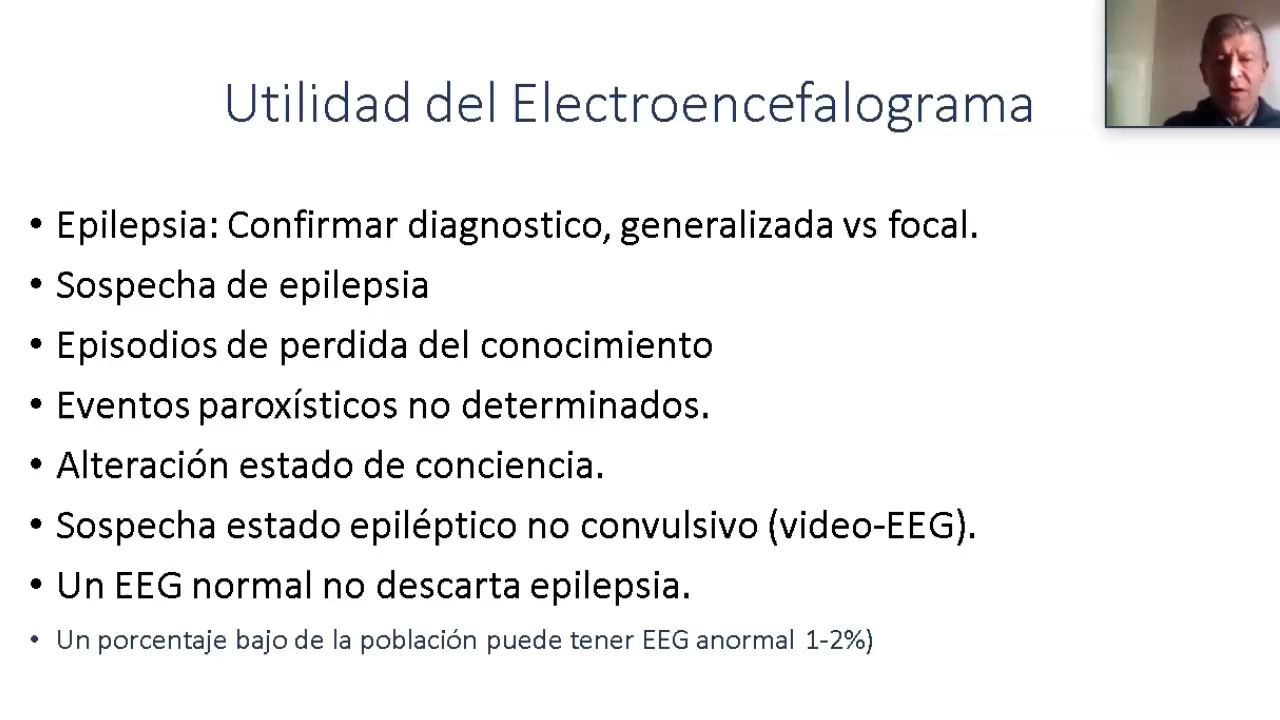 Utilidad del Electroencefalograma
• Epilepsia: Confirmar diagnostico, generalizada vs focal.
• Sospecha de epilepsia
• Episodios de perdida del conocimiento
• Eventos paroxísticos no determinados.
• Alteración estado de conciencia.
• Sospecha estado epiléptico no convulsivo (video-EEG).
• Un EEG normal no descarta epilepsia.
• Un porcentaje bajo de la población puede tener EEG anormal 1-2%)